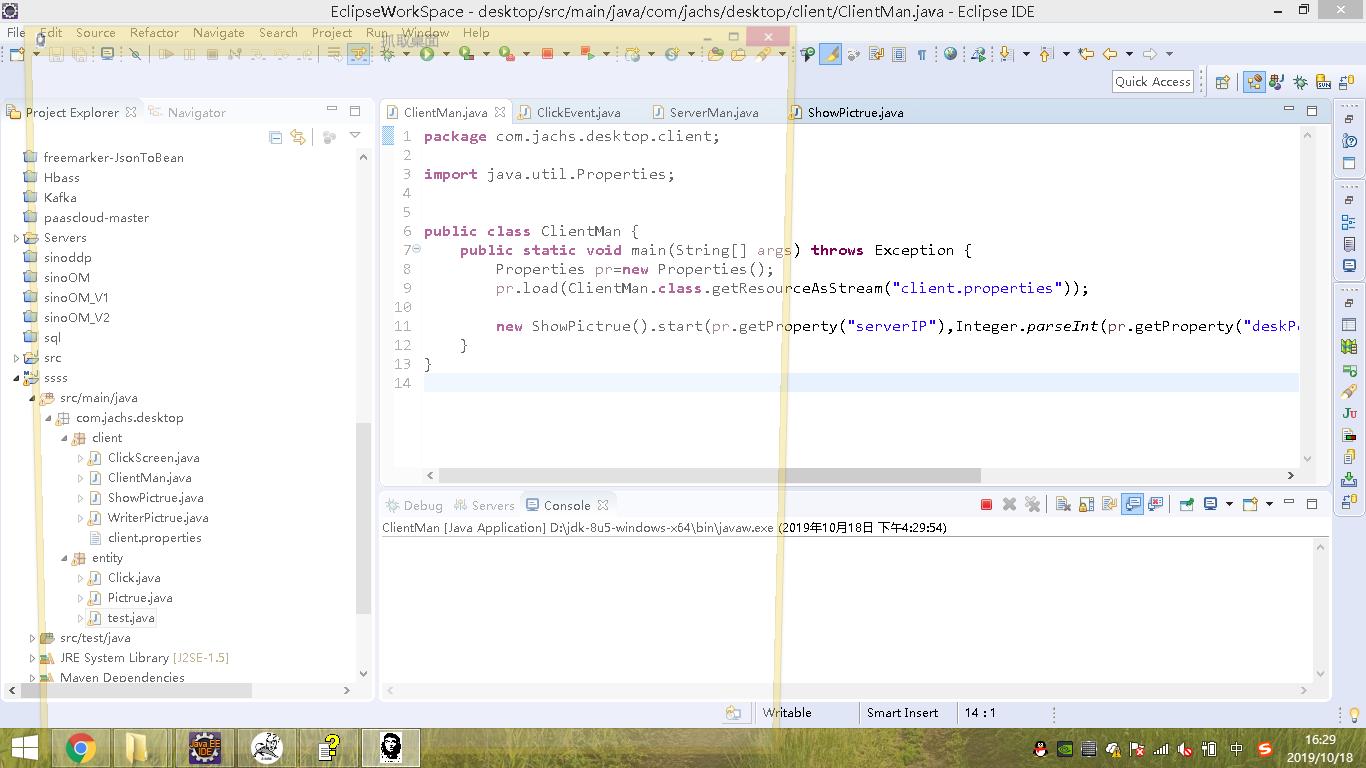 EclipseWorkSpace - desktop/src/main/java/com/jachs/desktop/client/ClientMan.java - Eclipse IDE
File Edit Source Refactor Navigate Search Project Run Window Help
抓取桌面
Quick Access
Project Explorer Navigator
freemarker-JsonToBean
Hbass
Kafka
paascloud-master
Servers
sinoddp
sinoOM
sinoOM_V1
sinoOM_V2
sql
src
ssss
src/main/java
com.jachs.desktop
client
ClickScreen.java
ClientMan.java
ShowPictrue.java
WriterPictrue.java
client.properties
entity
Click.java
Pictrue.java
test.java
src/test/java
JRE System Library [J2SE-1.5]
Maven Dependencies
ClientMan.java ClickEvent.java ServerMan.java ShowPictrue.java
1 package com.jachs.desktop.client;
2
3 import java.util.Properties;
4
5
6 public class ClientMan {
7 public static void main(String[] args) throws Exception {
8 Properties pr=new Properties();
9 pr.load(ClientMan.class.getResourceAsStream("client.properties"));
10
11 new ShowPictrue().start(pr.getProperty("serverIP"),Integer.parseInt(pr.getProperty("deskPo
12 }
13 }
14
Debug Servers Console
ClientMan [Java Application] D:\jdk-8u5-windows-x64\bin\javaw.exe (2019年10月18日 下午4:29:54)
Writable Smart Insert 14 : 1
Java EE
IDE
中
16:29
2019/10/18